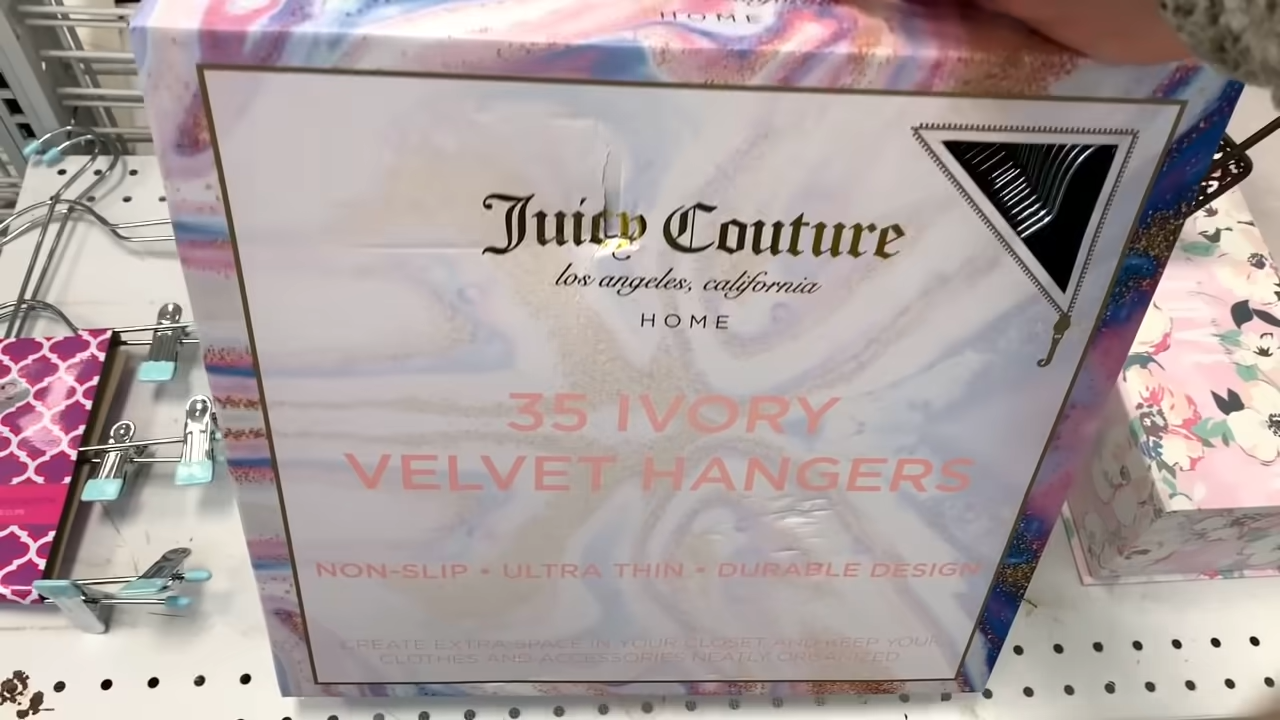 HOME
Juicy Couture
los angeles, california
HOME
35 IVORY
VELVET HANGERS
NON-SLIP • ULTRA THIN • DURABLE DESIGN
CREATE EXTRA SPACE IN YOUR CLOSET AND KEEP YOUR
CLOTHES AND ACCESSORIES NEATLY ORGANIZED